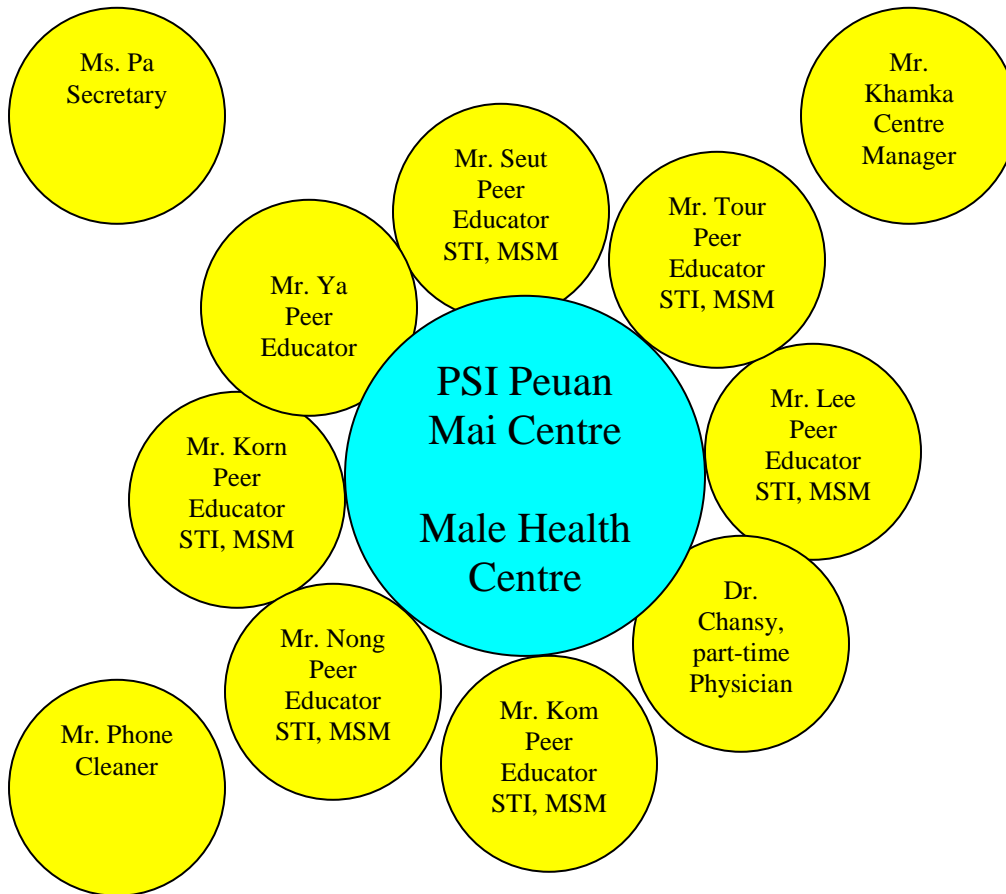 Ms. Pa
Secretary
Mr.
Khamka
Centre
Manager
Mr. Seut
Peer
Educator
STI, MSM
Mr. Tour
Peer
Educator
STI, MSM
Mr. Ya
Peer
Educator
PSI Peuan
Mai Centre
Male Health
Centre
Mr. Lee
Peer
Educator
STI, MSM
Mr. Korn
Peer
Educator
STI, MSM
Dr.
Chansy,
part-time
Physician
Mr. Nong
Peer
Educator
STI, MSM
Mr. Kom
Peer
Educator
STI, MSM
Mr. Phone
Cleaner